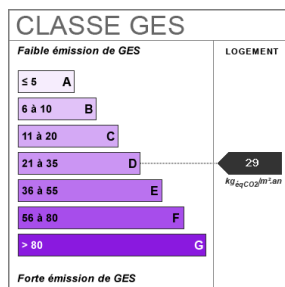 CLASSE GES
Faible émission de GES
LOGEMENT
≤ 5 A
6 à 10 B
11 à 20 C
21 à 35 D
29
kgéqCO2/m².an
36 à 55 E
56 à 80 F
> 80 G
Forte émission de GES